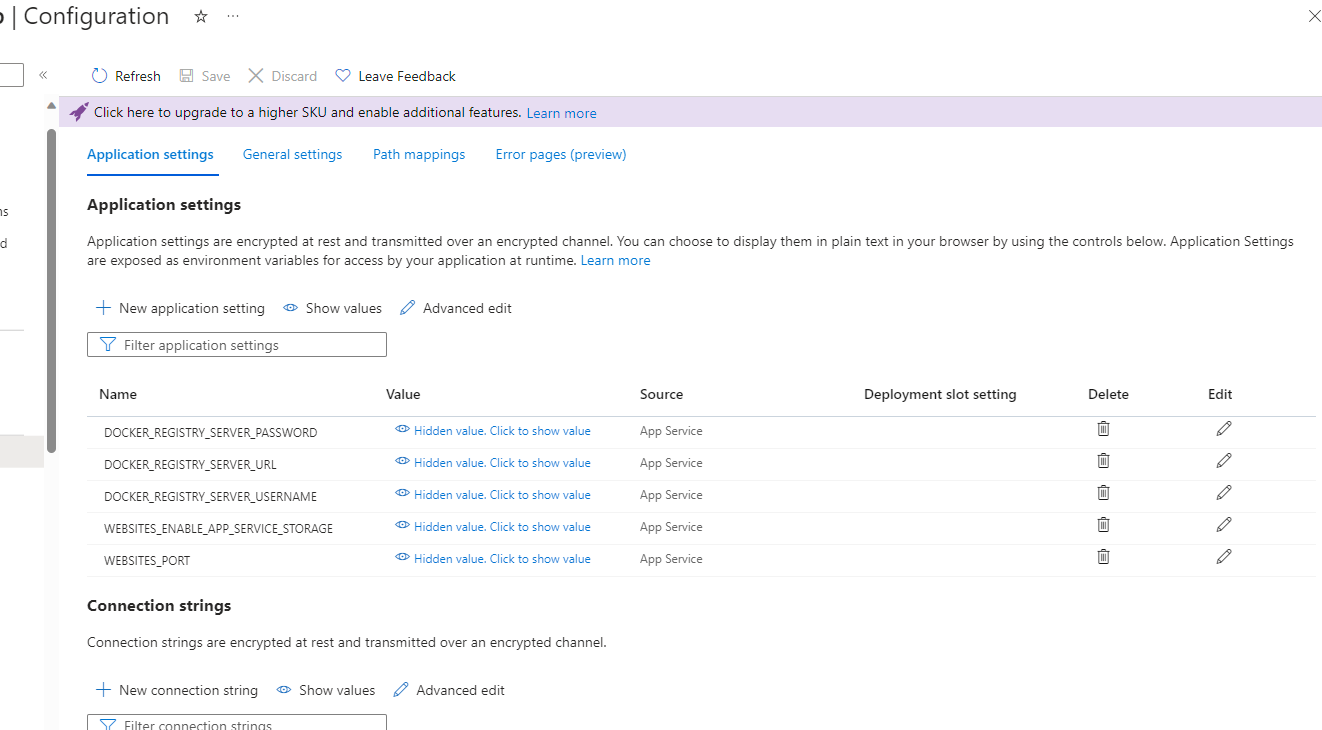 | Configuration
Refresh Save Discard Leave Feedback
Click here to upgrade to a higher SKU and enable additional features. Learn more
Application settings General settings Path mappings Error pages (preview)
Application settings
Application settings are encrypted at rest and transmitted over an encrypted channel. You can choose to display them in plain text in your browser by using the controls below. Application Settings
are exposed as environment variables for access by your application at runtime. Learn more
New application setting Show values Advanced edit
Filter application settings
Name Value Source Deployment slot setting Delete Edit
DOCKER_REGISTRY_SERVER_PASSWORD Hidden value. Click to show value App Service
DOCKER_REGISTRY_SERVER_URL Hidden value. Click to show value App Service
DOCKER_REGISTRY_SERVER_USERNAME Hidden value. Click to show value App Service
WEBSITES_ENABLE_APP_SERVICE_STORAGE Hidden value. Click to show value App Service
WEBSITES_PORT Hidden value. Click to show value App Service
Connection strings
Connection strings are encrypted at rest and transmitted over an encrypted channel.
New connection string Show values Advanced edit
Filter connection strings